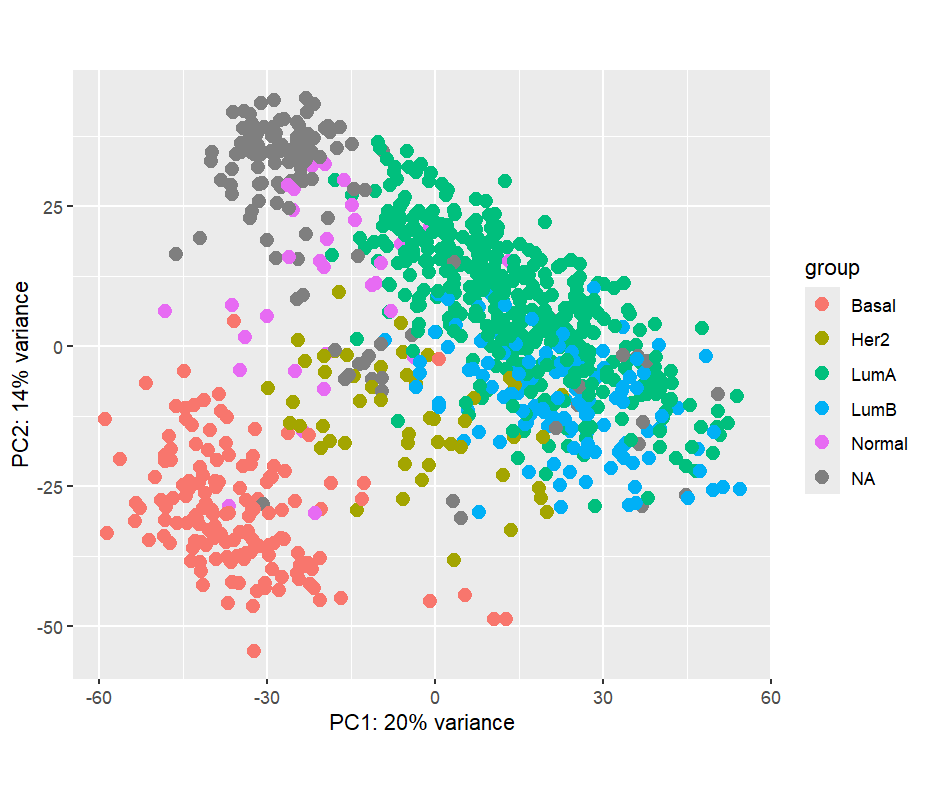 25
0
-25
-50
PC2: 14% variance
-60
-30
0
30
60
PC1: 20% variance
group
Basal
Her2
LumA
LumB
Normal
NA